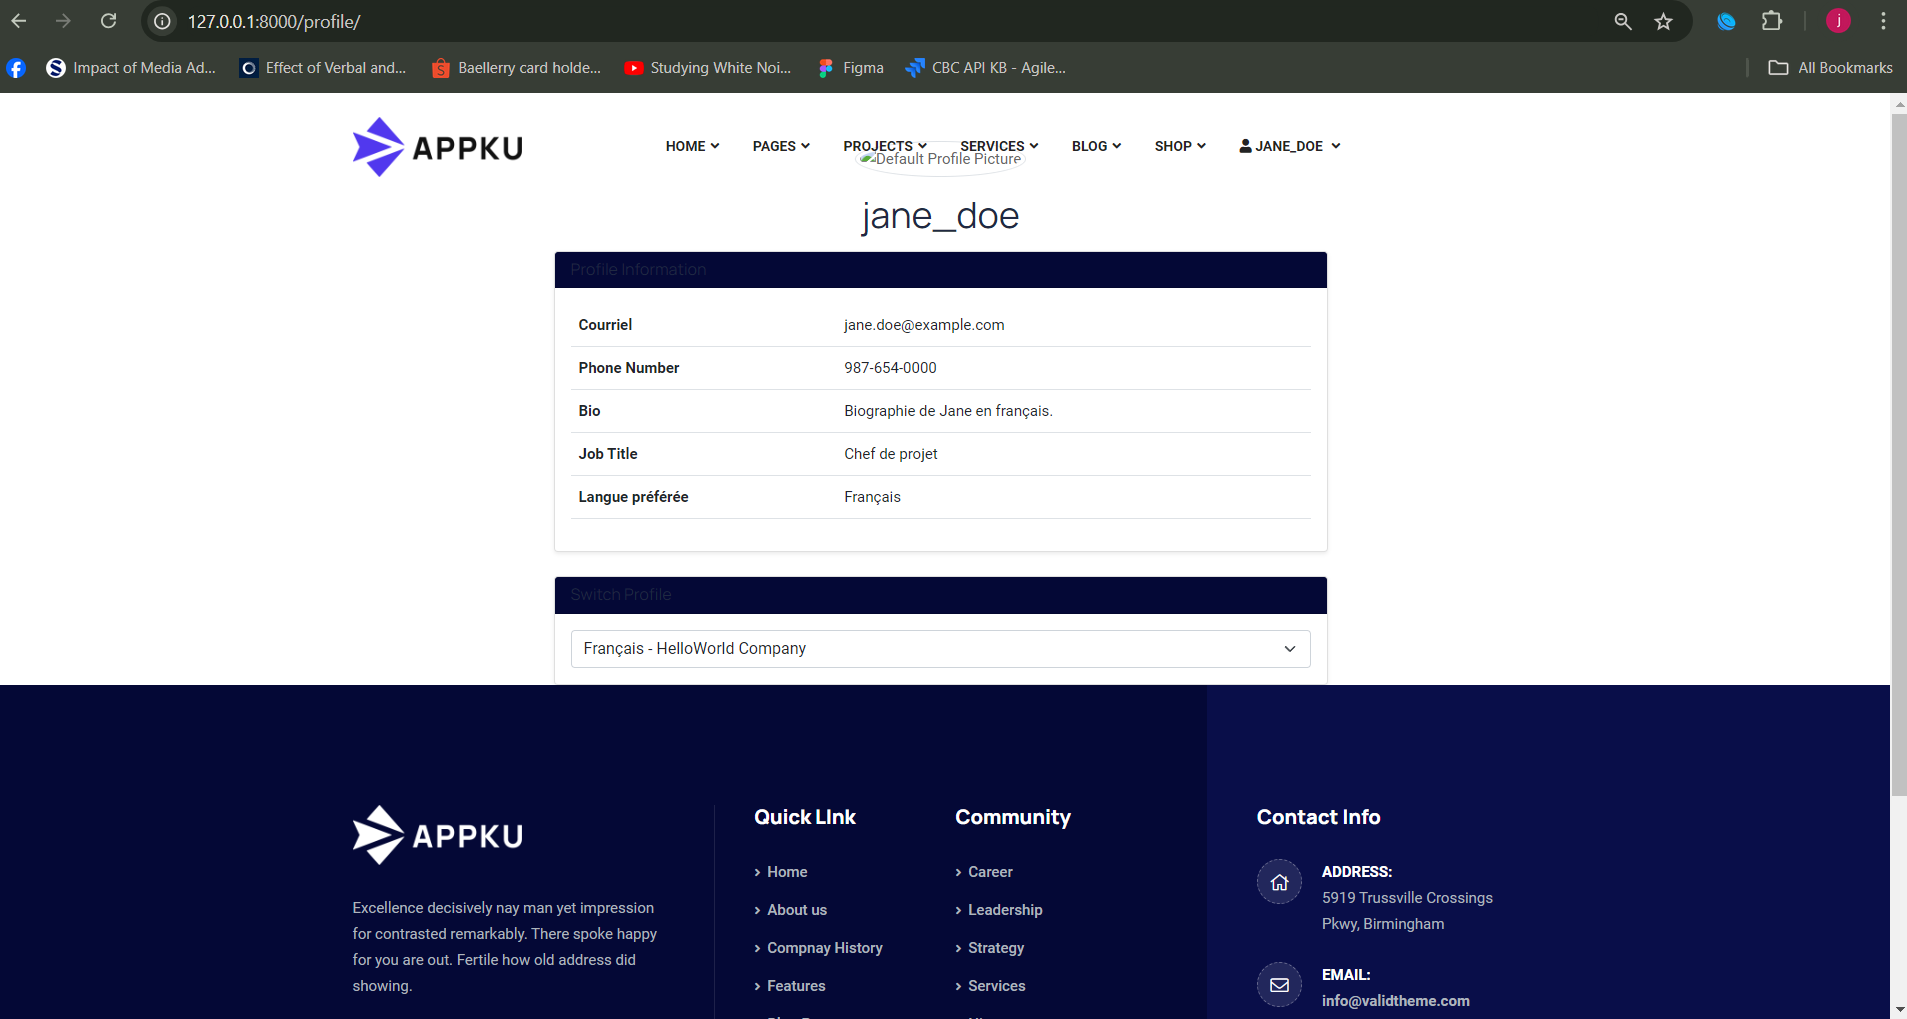 127.0.0.1:8000/profile/
j
Impact of Media Ad...
Effect of Verbal and...
Baellerry card holde...
Studying White Noi...
Figma
CBC API KB - Agile...
All Bookmarks
APPKU
HOME
PAGES
PROJECTS
SERVICES
BLOG
SHOP
JANE_DOE
Default Profile Picture
jane_doe
Profile Information
Courriel jane.doe@example.com
Phone Number 987-654-0000
Bio Biographie de Jane en français.
Job Title Chef de projet
Langue préférée Français
Switch Profile
Français - HelloWorld Company
APPKU
Excellence decisively nay man yet impression
for contrasted remarkably. There spoke happy
for you are out. Fertile how old address did
showing.
Quick LInk
Home
About us
Compnay History
Features
Community
Career
Leadership
Strategy
Services
Contact Info
ADDRESS:
5919 Trussville Crossings
Pkwy, Birmingham
EMAIL:
info@validtheme.com